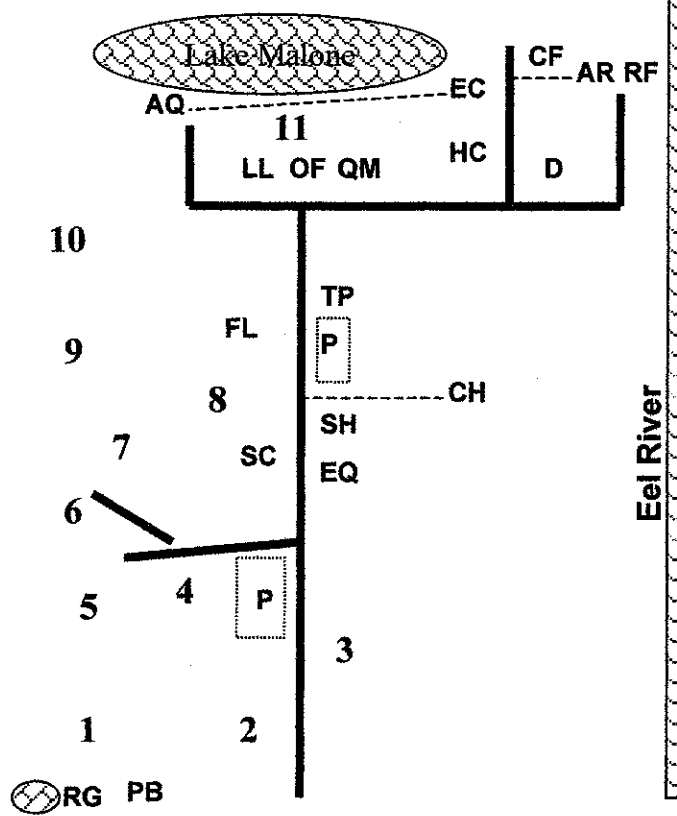 Lake Malone
CF
AR RF
EC
AQ
11
HC
LL OF QM
D
10
TP
FL
P
9
CH
8
SH
7
SC
EQ
Eel River
6
4
P
5
3
1
2
RG PB